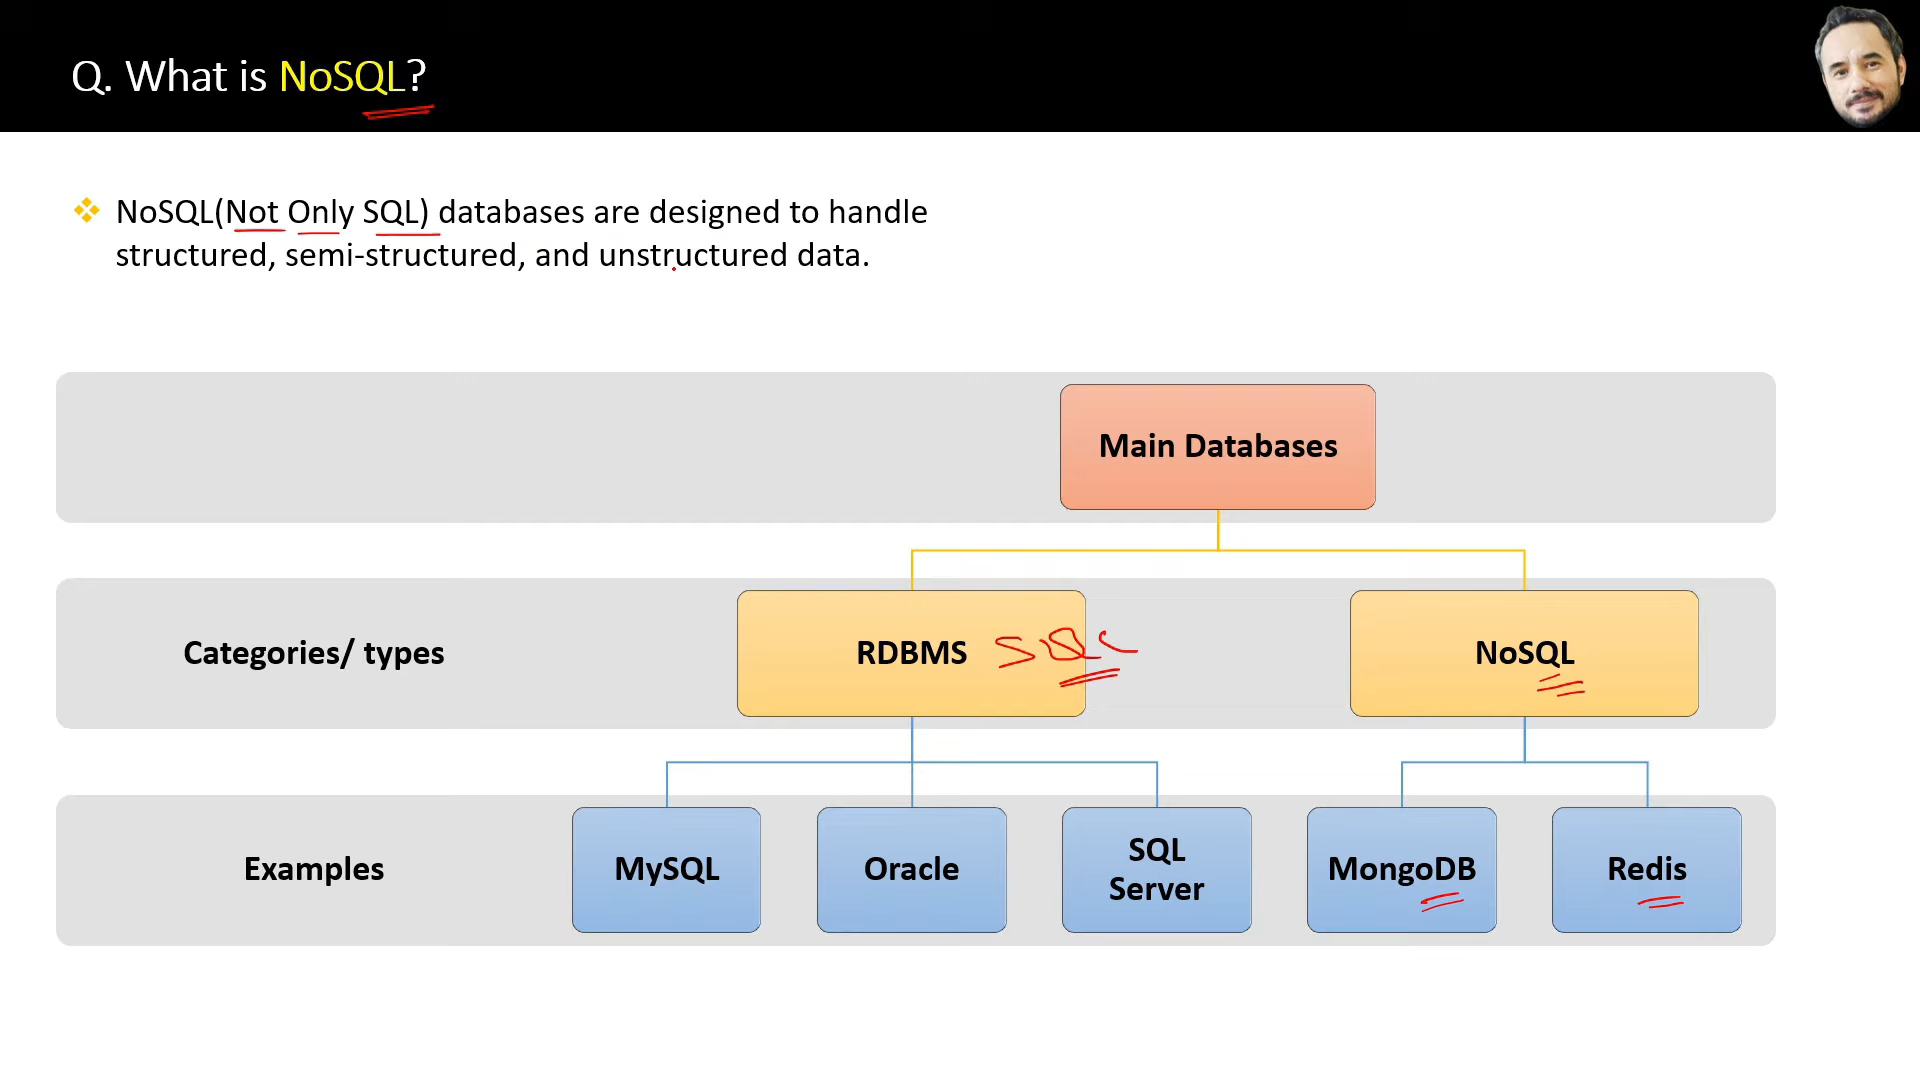 Q. What is NoSQL?
NoSQL(Not Only SQL) databases are designed to handle
structured, semi-structured, and unstructured data.
Main Databases
Categories/ types
RDBMS SQL
NoSQL
Examples
MySQL
Oracle
SQL
Server
MongoDB
Redis